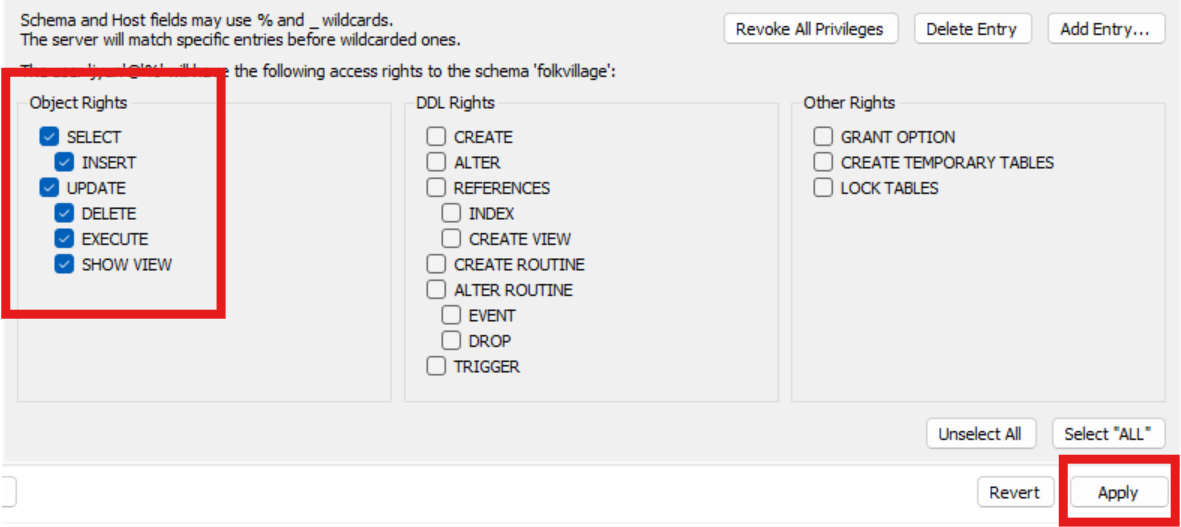 Schema and Host fields may use % and _ wildcards.
The server will match specific entries before wildcarded ones.
Revoke All Privileges
Delete Entry
Add Entry...
have the following access rights to the schema 'folkvillage':
Object Rights
SELECT
INSERT
UPDATE
DELETE
EXECUTE
SHOW VIEW
DDL Rights
CREATE
ALTER
REFERENCES
INDEX
CREATE VIEW
CREATE ROUTINE
ALTER ROUTINE
EVENT
DROP
TRIGGER
Other Rights
GRANT OPTION
CREATE TEMPORARY TABLES
LOCK TABLES
Unselect All
Select "ALL"
Revert
Apply